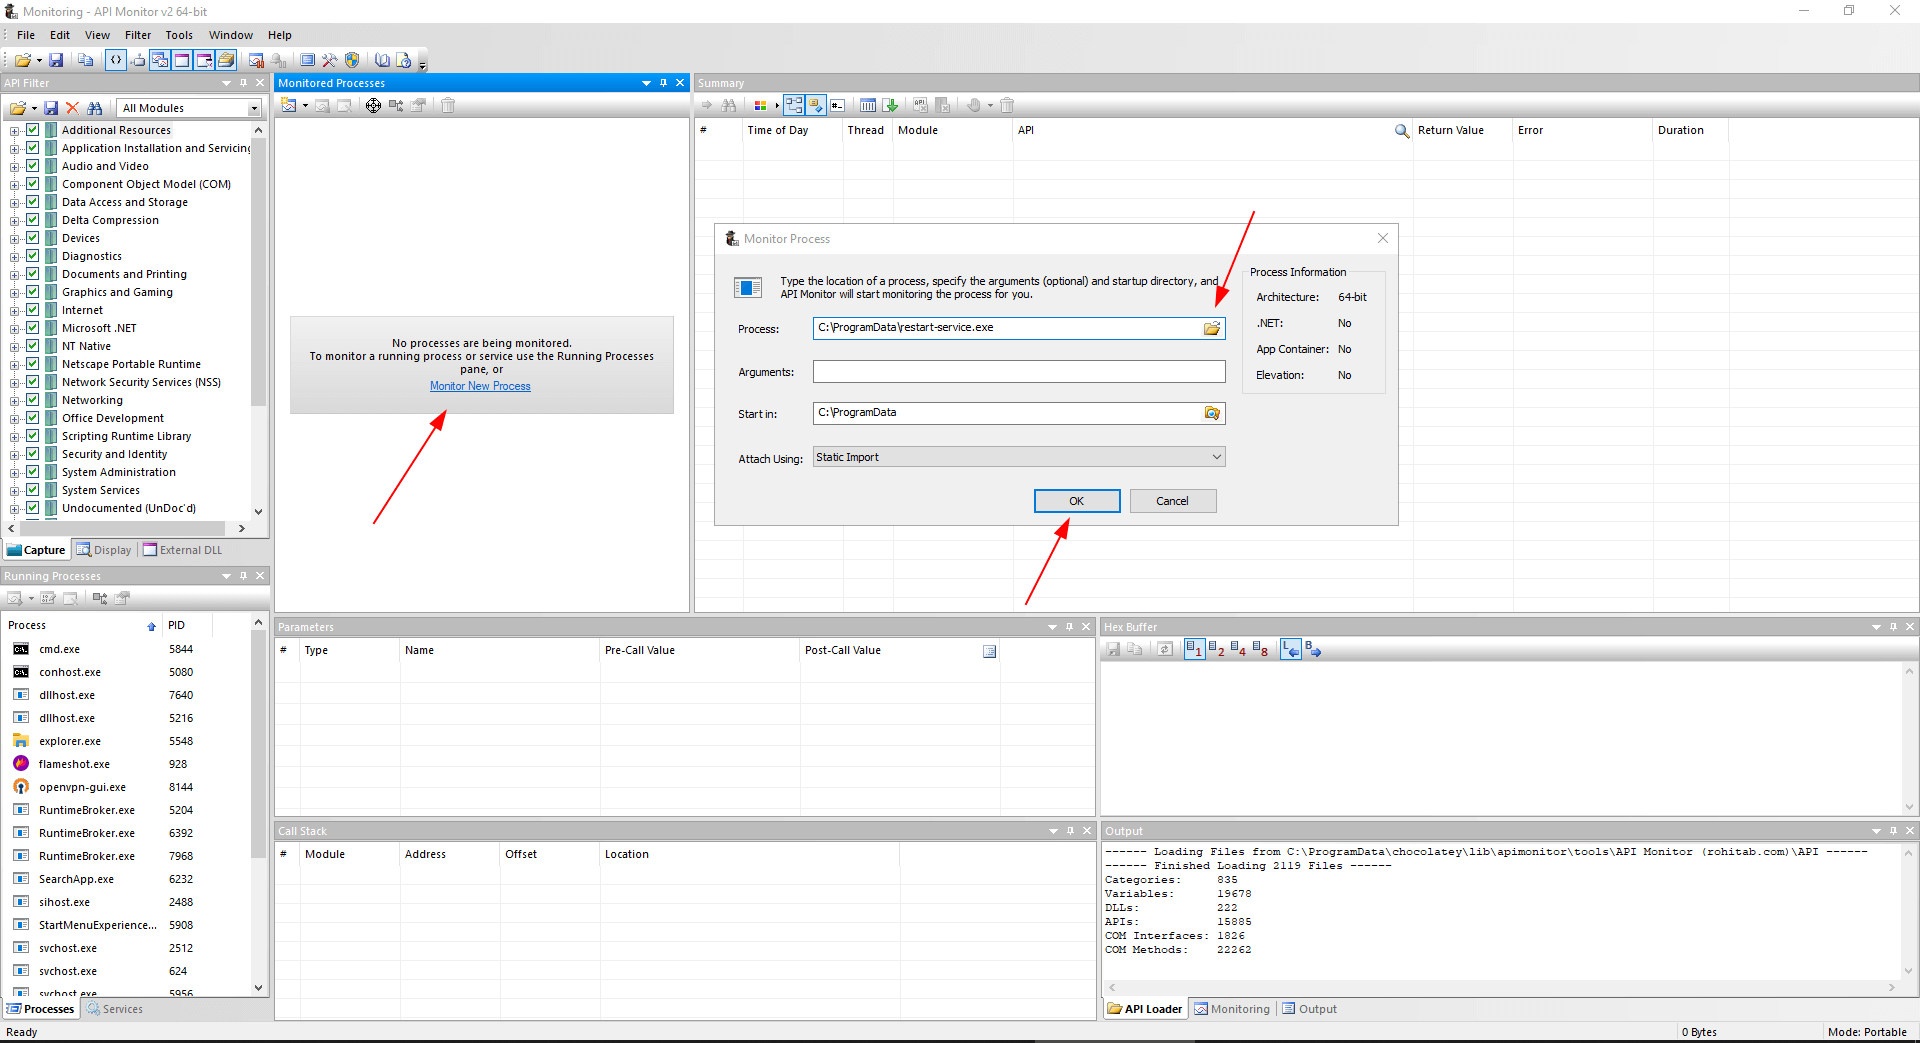 Monitoring - API Monitor v2 64-bit
File Edit View Filter Tools Window Help
API Filter
All Modules
Additional Resources
Application Installation and Servicing
Audio and Video
Component Object Model (COM)
Data Access and Storage
Delta Compression
Devices
Diagnostics
Documents and Printing
Graphics and Gaming
Internet
Microsoft .NET
NT Native
Netscape Portable Runtime
Network Security Services (NSS)
Networking
Office Development
Scripting Runtime Library
Security and Identity
System Administration
System Services
Undocumented (UnDoc'd)
Capture Display External DLL
Running Processes
Process PID
cmd.exe 5844
conhost.exe 5080
dllhost.exe 7640
dllhost.exe 5216
explorer.exe 5548
flameshot.exe 928
openvpn-gui.exe 8144
RuntimeBroker.exe 5204
RuntimeBroker.exe 6392
RuntimeBroker.exe 7968
SearchApp.exe 6232
sihost.exe 2488
StartMenuExperience... 5908
svchost.exe 2512
svchost.exe 624
svchost.exe 5956
Processes Services
Monitored Processes
No processes are being monitored.
To monitor a running process or service use the Running Processes
pane, or
Monitor New Process
Summary
# Time of Day Thread Module API Return Value Error Duration
Monitor Process
Type the location of a process, specify the arguments (optional) and startup directory, and
API Monitor will start monitoring the process for you.
Process: C:\ProgramData\restart-service.exe
Arguments:
Start in: C:\ProgramData
Attach Using: Static Import
OK Cancel
Process Information
Architecture: 64-bit
.NET: No
App Container: No
Elevation: No
Parameters
# Type Name Pre-Call Value Post-Call Value
Hex Buffer
1 2 4 8 L B
Call Stack
# Module Address Offset Location
Output
------ Loading Files from C:\ProgramData\chocolatey\lib\apimonitor\tools\API Monitor (rohitab.com)\API ------
------ Finished Loading 2119 Files ------
Categories: 835
Variables: 19678
DLLs: 222
APIs: 15885
COM Interfaces: 1826
COM Methods: 22262
API Loader Monitoring Output
Ready 0 Bytes Mode: Portable